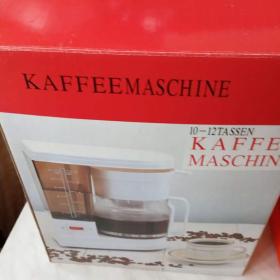 KAFFEEMASCHINE
10-12TASSEN
KAFFE
MASCHIN